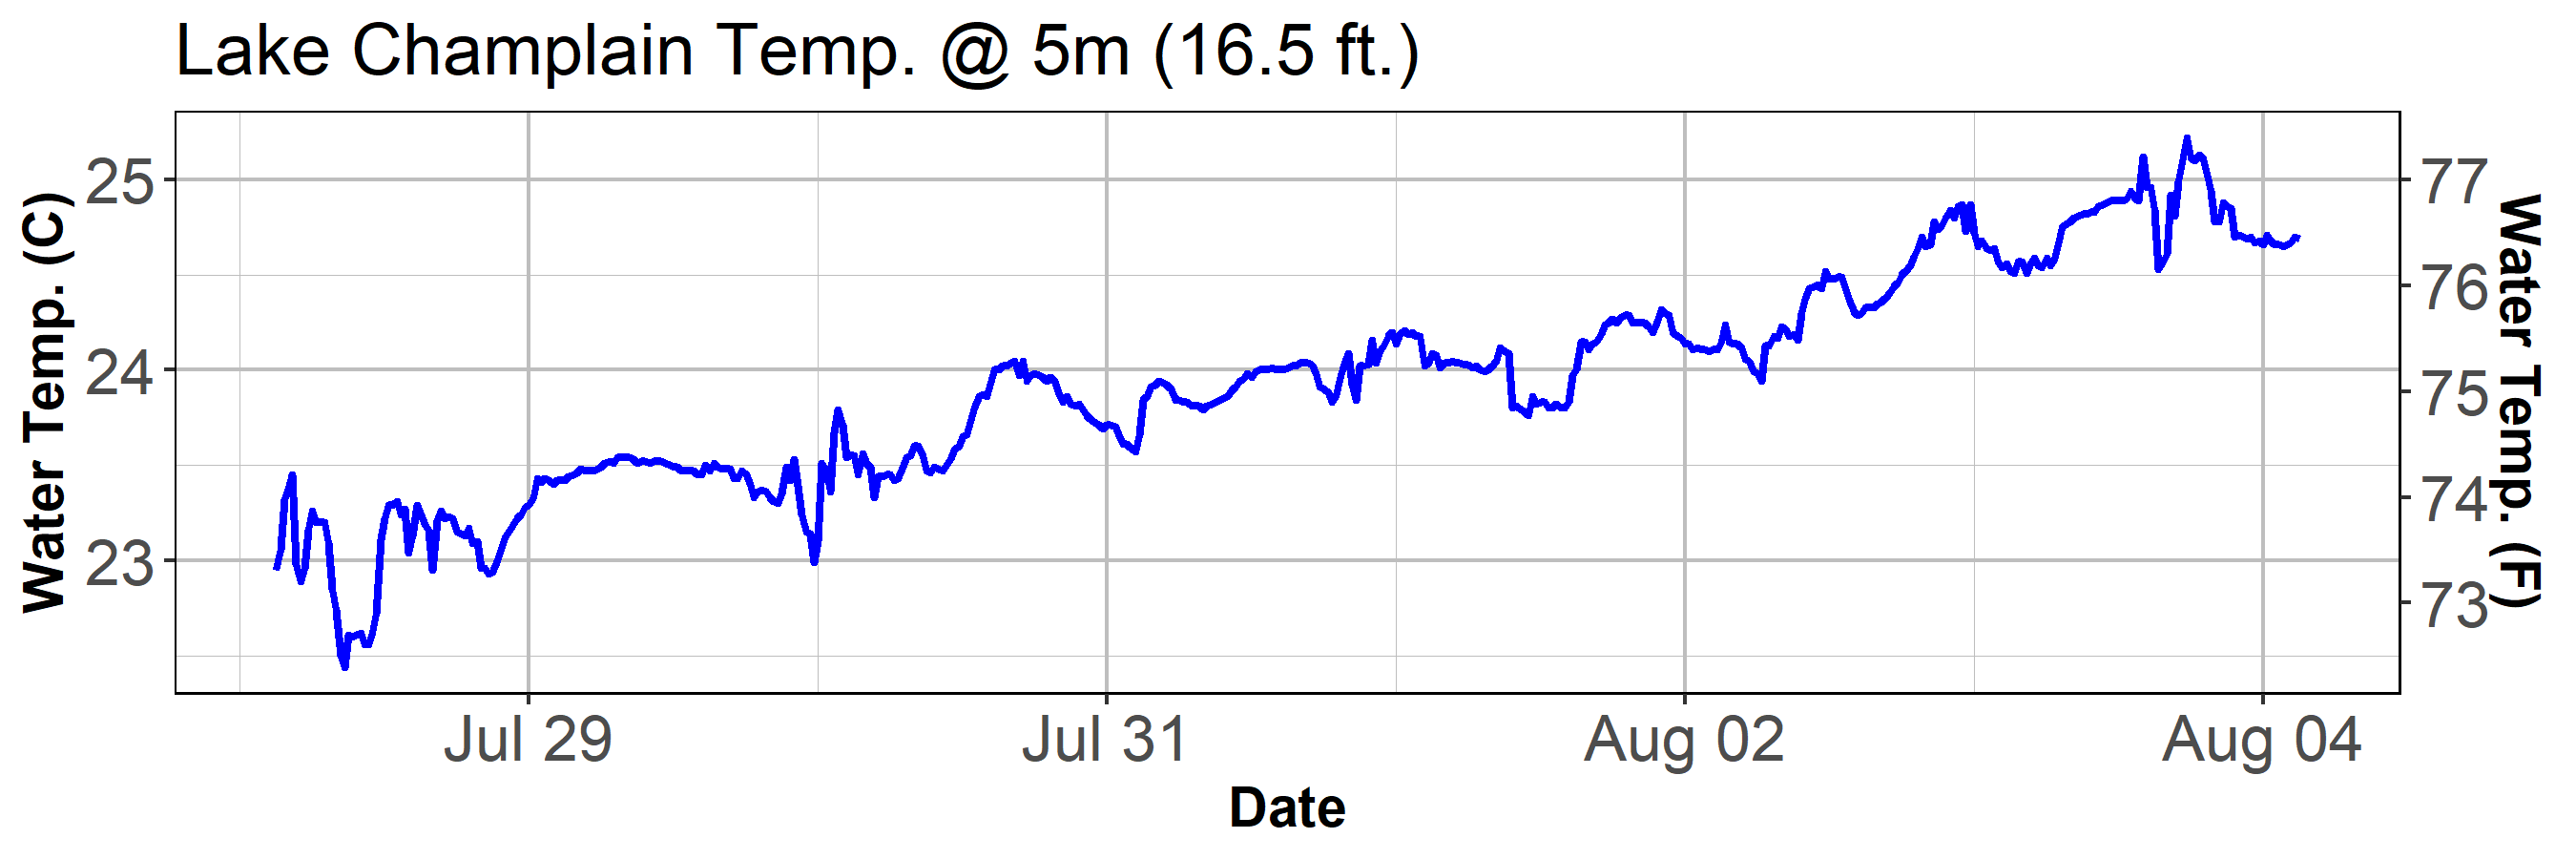 Lake Champlain Temp. @ 5m (16.5 ft.)
Water Temp. (C)
25
24
23
77
76
75
74
73
Water Temp. (F)
Jul 29
Jul 31
Aug 02
Aug 04
Date